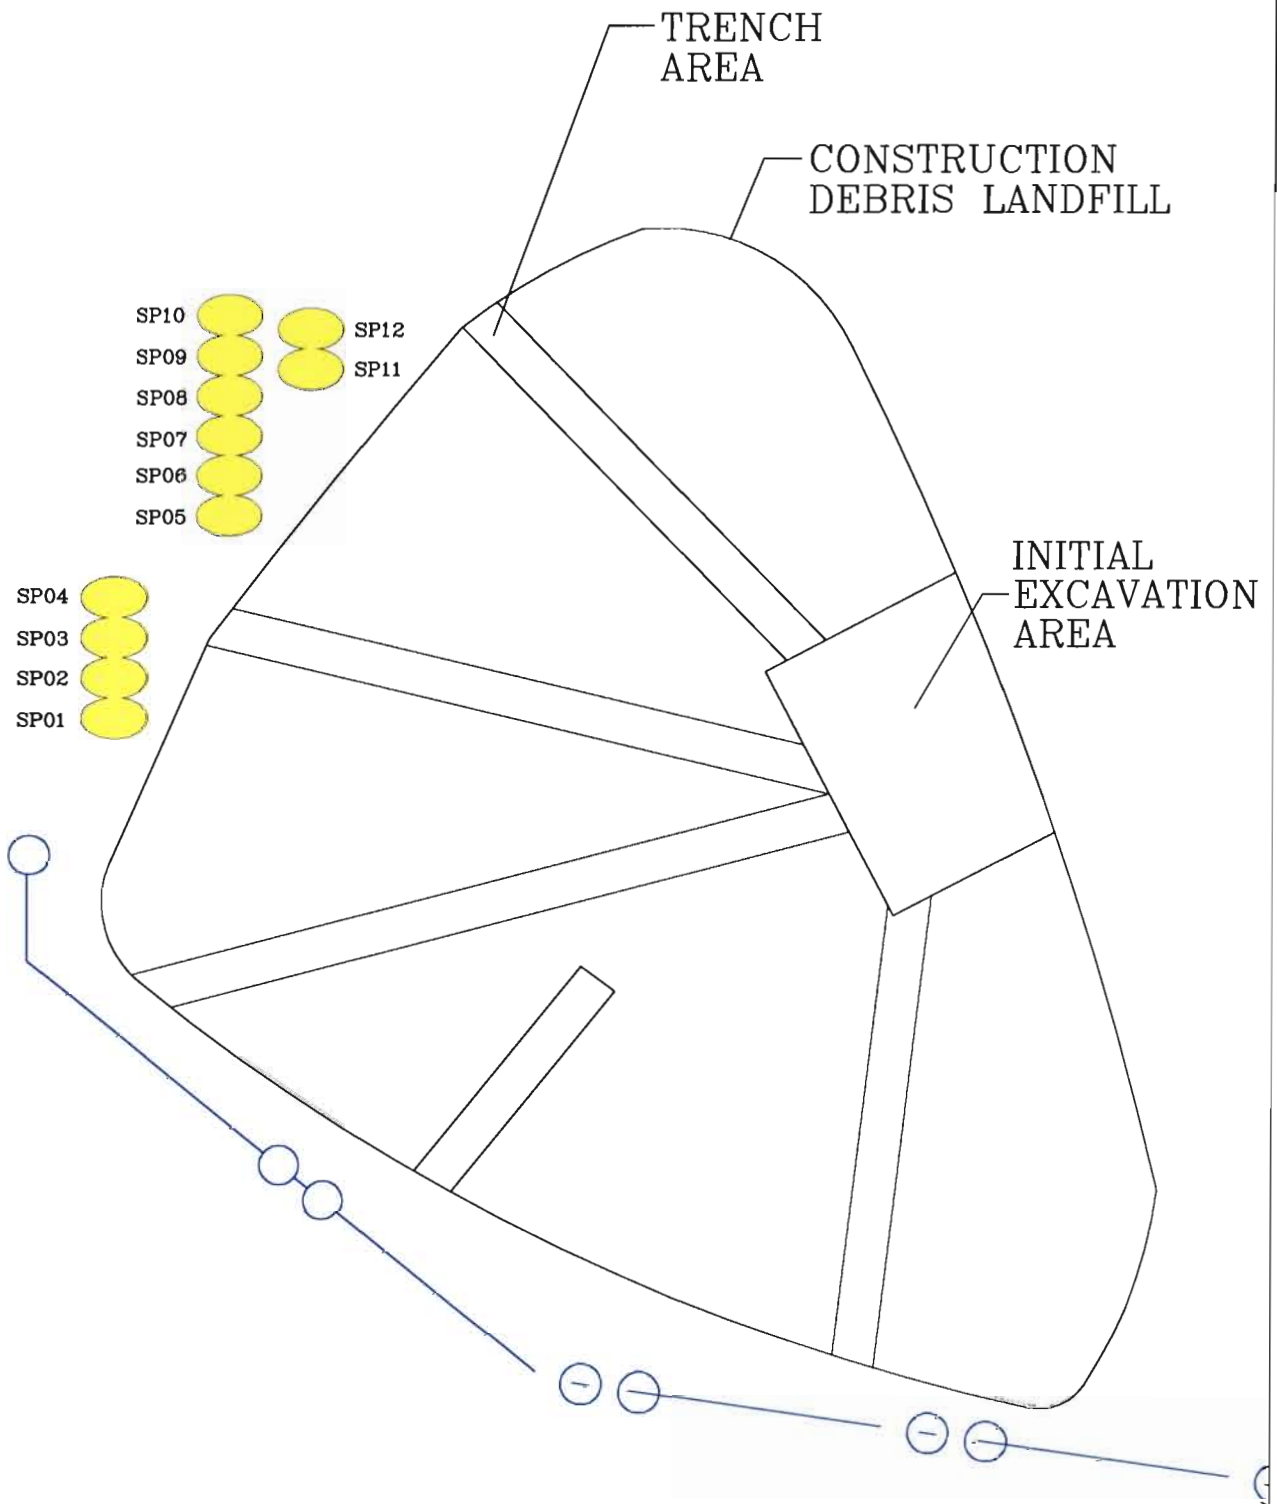 TRENCH
AREA
CONSTRUCTION
DEBRIS LANDFILL
SP10
SP12
SP09
SP11
SP08
SP07
SP06
SP05
INITIAL
EXCAVATION
AREA
SP04
SP03
SP02
SP01